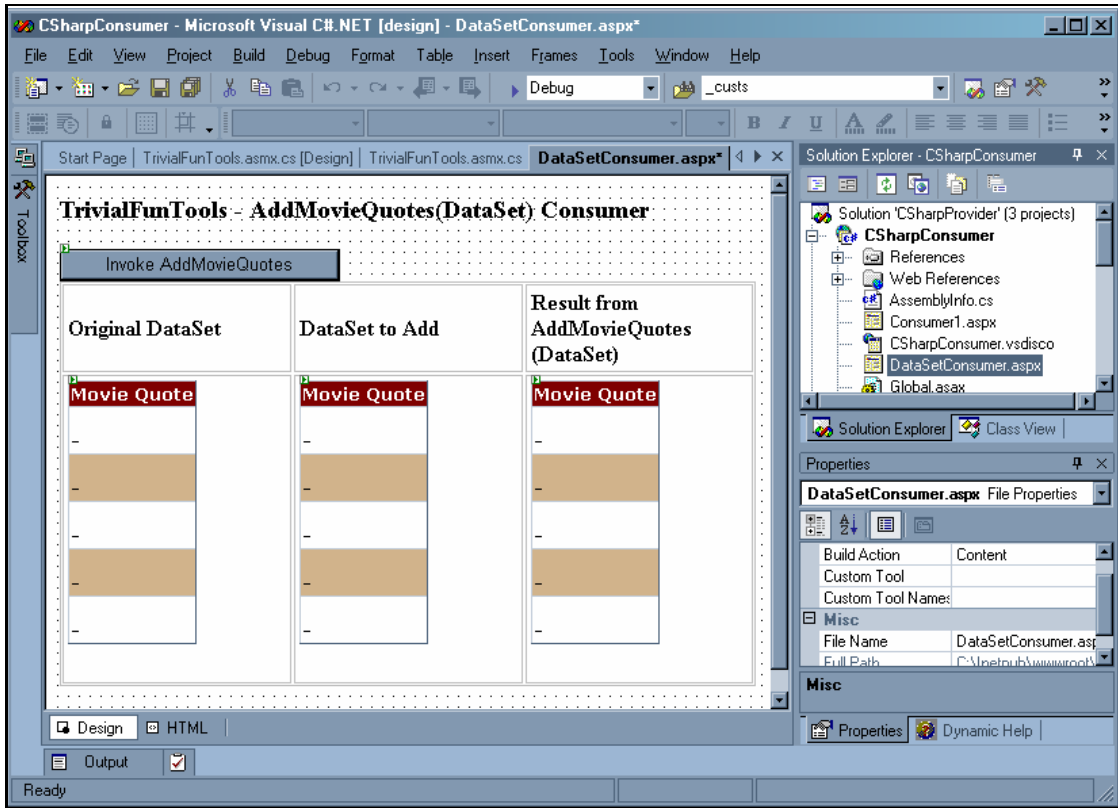 CSharpConsumer - Microsoft Visual C#.NET [design] - DataSetConsumer.aspx*
File Edit View Project Build Debug Format Table Insert Frames Tools Window Help
Debug _custs
B I U A
Start Page TrivialFunTools.asmx.cs [Design] TrivialFunTools.asmx.cs DataSetConsumer.aspx*
Toolbox
TrivialFunTools - AddMovieQuotes(DataSet) Consumer
Invoke AddMovieQuotes
Original DataSet
DataSet to Add
Result from
AddMovieQuotes
(DataSet)
Movie Quote Movie Quote Movie Quote
Design HTML
Output
Ready
Solution Explorer - CSharpConsumer
Solution 'CSharpProvider' (3 projects)
CSharpConsumer
References
Web References
AssemblyInfo.cs
Consumer1.aspx
CSharpConsumer.vsdisco
DataSetConsumer.aspx
Global.asax
Solution Explorer Class View
Properties
DataSetConsumer.aspx File Properties
Build Action Content
Custom Tool
Custom Tool Names
Misc
File Name DataSetConsumer.asp
Full Path C:\Inetpub\wwwroot\
Misc
Properties Dynamic Help